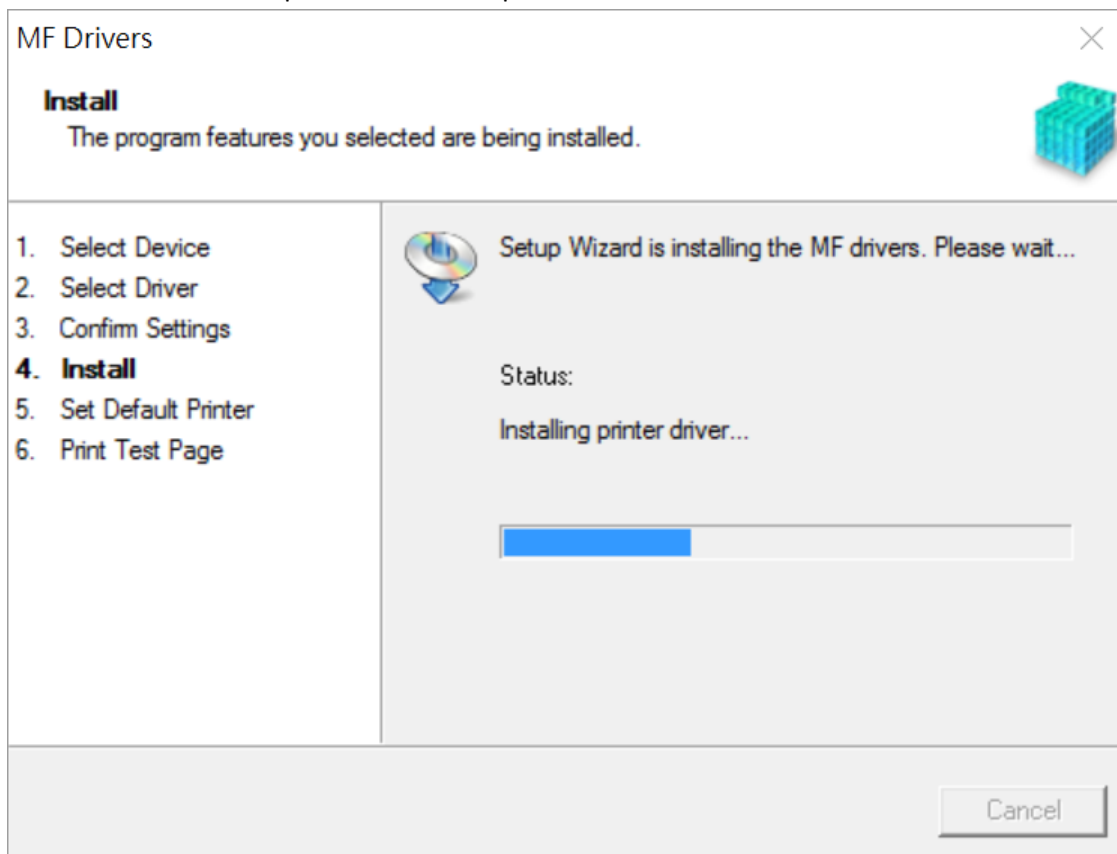 MF Drivers
Install
The program features you selected are being installed.
1. Select Device
2. Select Driver
3. Confirm Settings
4. Install
5. Set Default Printer
6. Print Test Page
Setup Wizard is installing the MF drivers. Please wait...
Status:
Installing printer driver...
Cancel